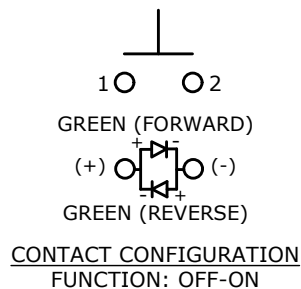 1 2
GREEN (FORWARD)
+ -
(+) (-)
- +
GREEN (REVERSE)
CONTACT CONFIGURATION
FUNCTION: OFF-ON